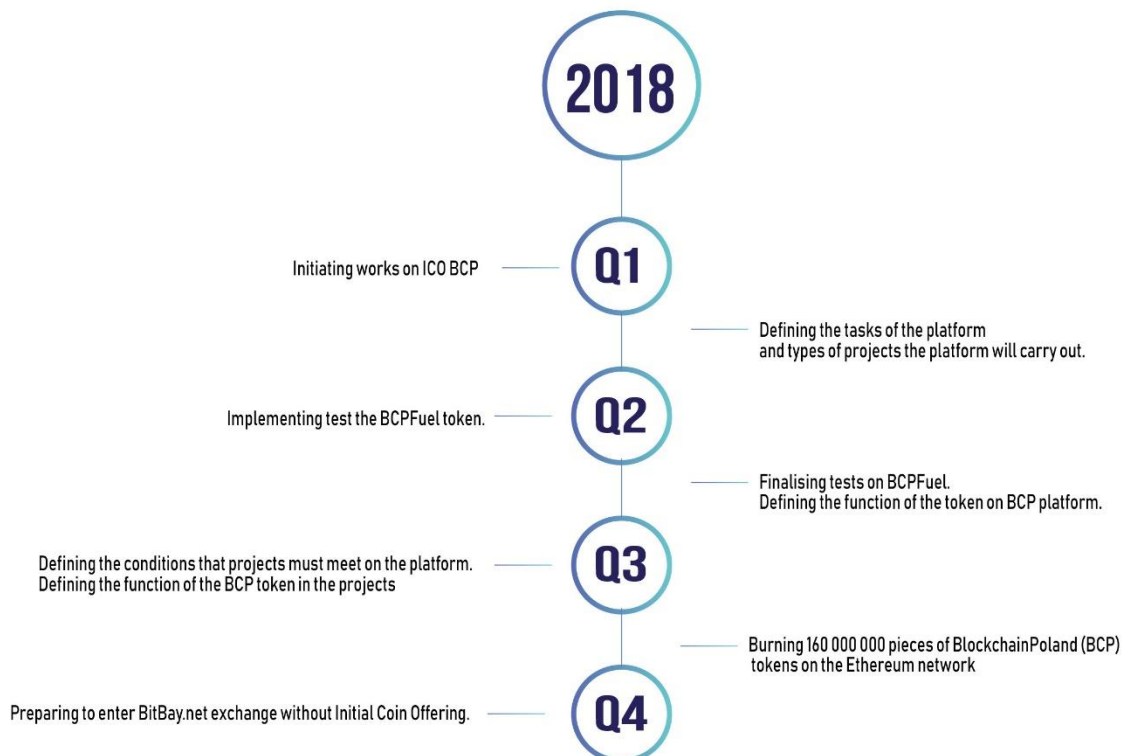 2018
Q1
Initiating works on ICO BCP
Defining the tasks of the platform
and types of projects the platform will carry out.
Q2
Implementing test the BCPFuel token.
Finalising tests on BCPFuel.
Defining the function of the token on BCP platform.
Q3
Defining the conditions that projects must meet on the platform.
Defining the function of the BCP token in the projects
Burning 160 000 000 pieces of BlockchainPoland (BCP)
tokens on the Ethereum network
Q4
Preparing to enter BitBay.net exchange without Initial Coin Offering.